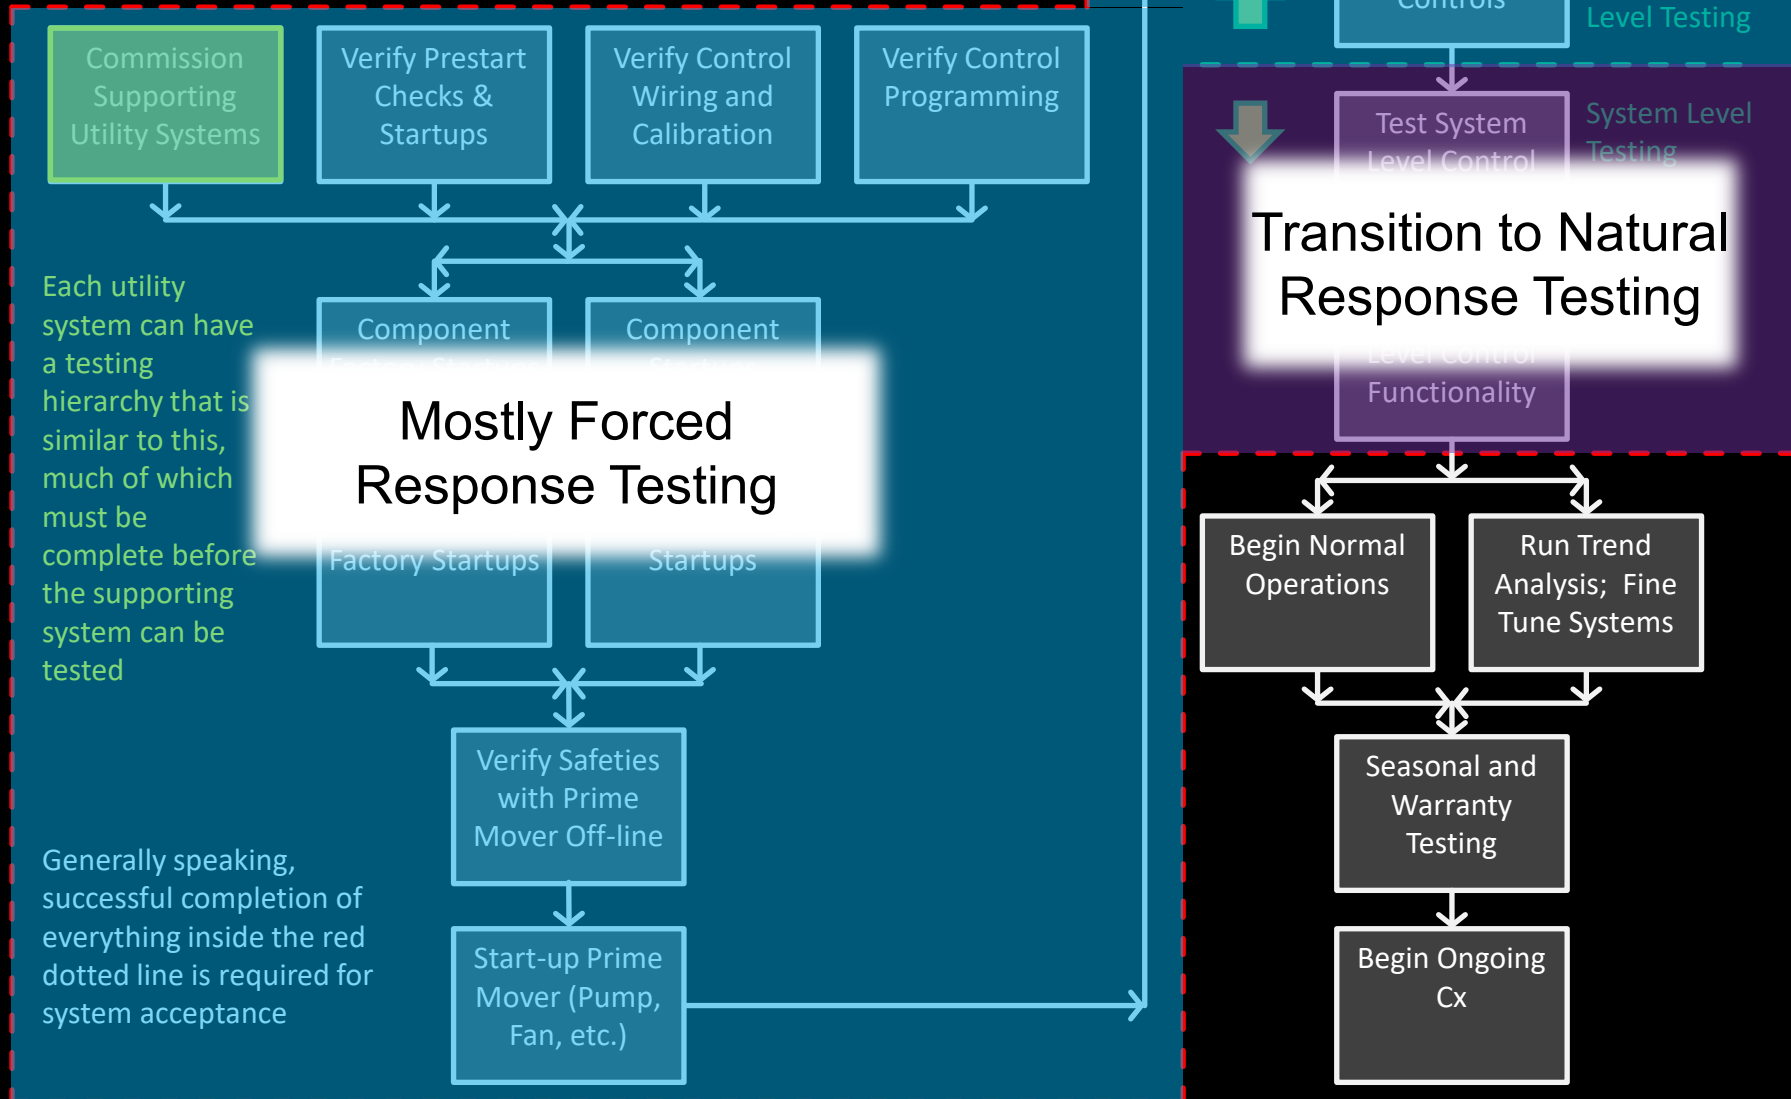 Commission
Supporting
Utility Systems
Verify Prestart
Checks &
Startups
Verify Control
Wiring and
Calibration
Verify Control
Programming
Each utility
system can have
a testing
hierarchy that is
similar to this,
much of which
must be
complete before
the supporting
system can be
tested
Component
Component
Mostly Forced
Response Testing
Factory Startups
Startups
Verify Safeties
with Prime
Mover Off-line
Generally speaking,
successful completion of
everything inside the red
dotted line is required for
system acceptance
Start-up Prime
Mover (Pump,
Fan, etc.)
Controls
Level Testing
Test System
Level Control
System Level
Testing
Transition to Natural
Response Testing
Level Control
Functionality
Begin Normal
Operations
Run Trend
Analysis;  Fine
Tune Systems
Seasonal and
Warranty
Testing
Begin Ongoing
Cx